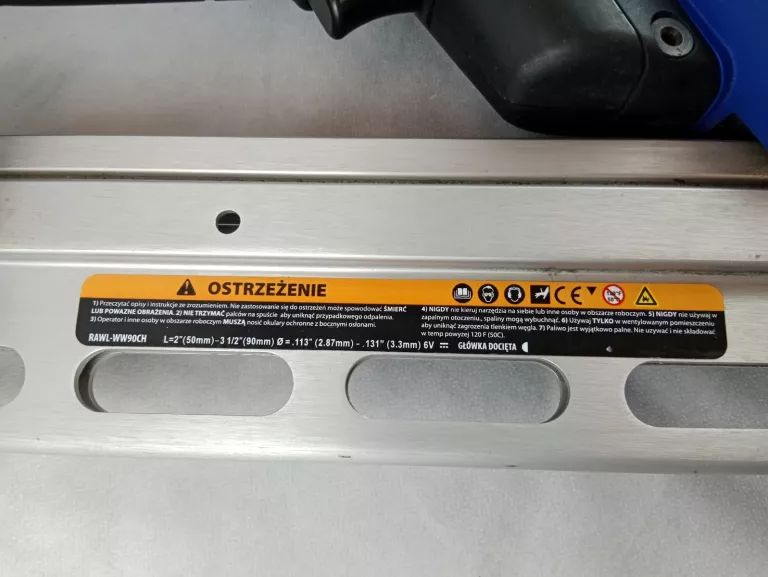 OSTRZEŻENIE
1) Przeczytać opisy i instrukcje ze zrozumieniem. Nie zastosowanie się do ostrzeżeń może spowodować ŚMIERĆ
LUB POWAZNE OBRAŻENIA. 2) NIE TRZYMAĆ palców na spuście aby uniknąć przypadkowego odpalenia.
3) Operator i inne osoby w obszarze roboczym MUSZĄ nosić okulary ochronne z bocznymi osłonami.
4) NIGDY nie kieruj narzędzia na siebie lub inne osoby w obszarze roboczym. 5) NIGDY nie używaj w
zapalnym otoczeniu, spaliny mogą wybuchnąć. 6) Używaj TYLKO w wentylowanym pomieszczeniu
aby uniknąć zagrożenia tlenkiem węgla. 7) Paliwo jest wyjątkowo palne. Nie używać i nie składować
w temp powyżej 120 F (50C).
RAWL-WW90CH L=2"(50mm)-3 1/2"(90mm) Ø = .113" (2.87mm) - .131" (3.3mm) 6V GŁÓWKA DOCIĘTA
CE